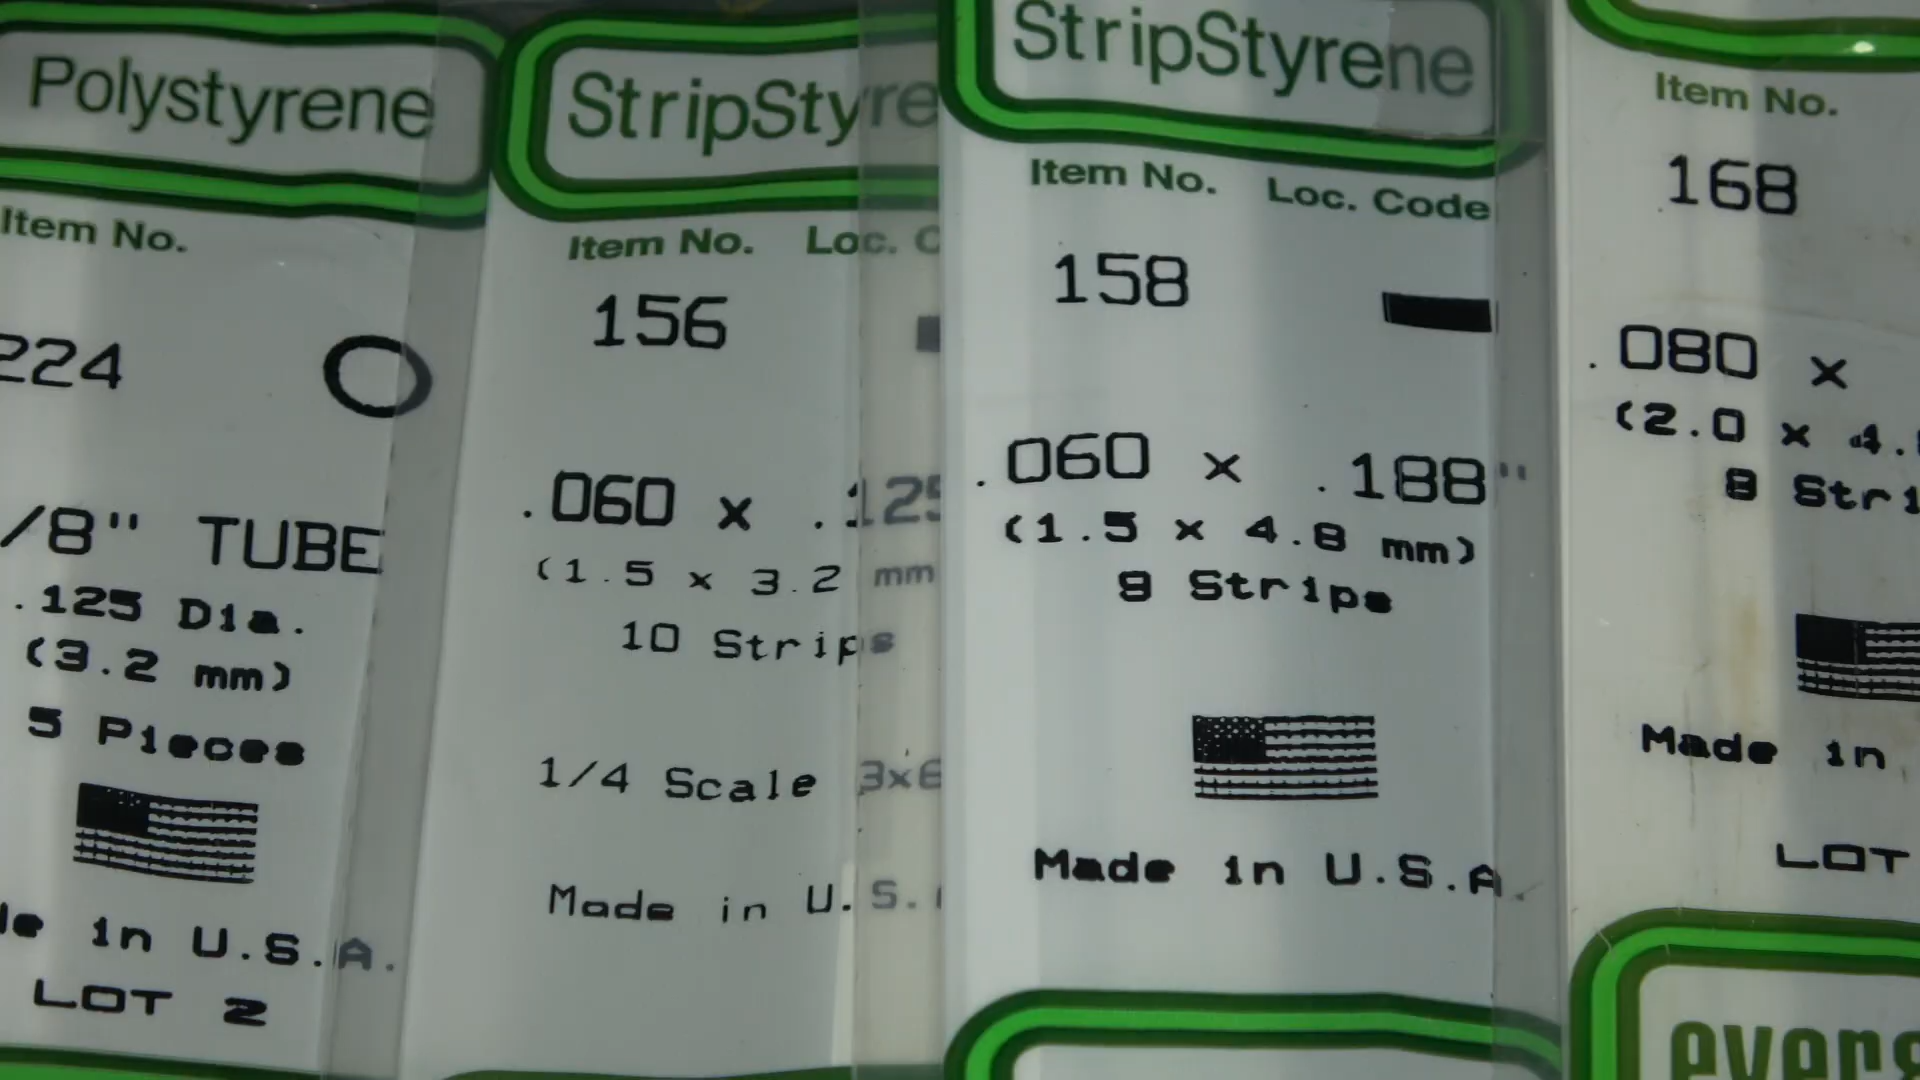 Polystyrene
Item No.
224
/8" TUBE
.125 Dia.
(3.2 mm)
5 Pieces
in U.S.A.
LOT 2
StripStyre
Item No. Loc. C
156
.060 x .125
(1.5 x 3.2 mm
10 Strips
1/4 Scale 3x6
Made in U.S.
StripStyrene
Item No. Loc. Code
158
.060 x .188"
(1.5 x 4.8 mm)
9 Strips
Made in U.S.A.
Item No.
168
.080 x
(2.0 x 4.
8 Stri
Made in
LOT
everg